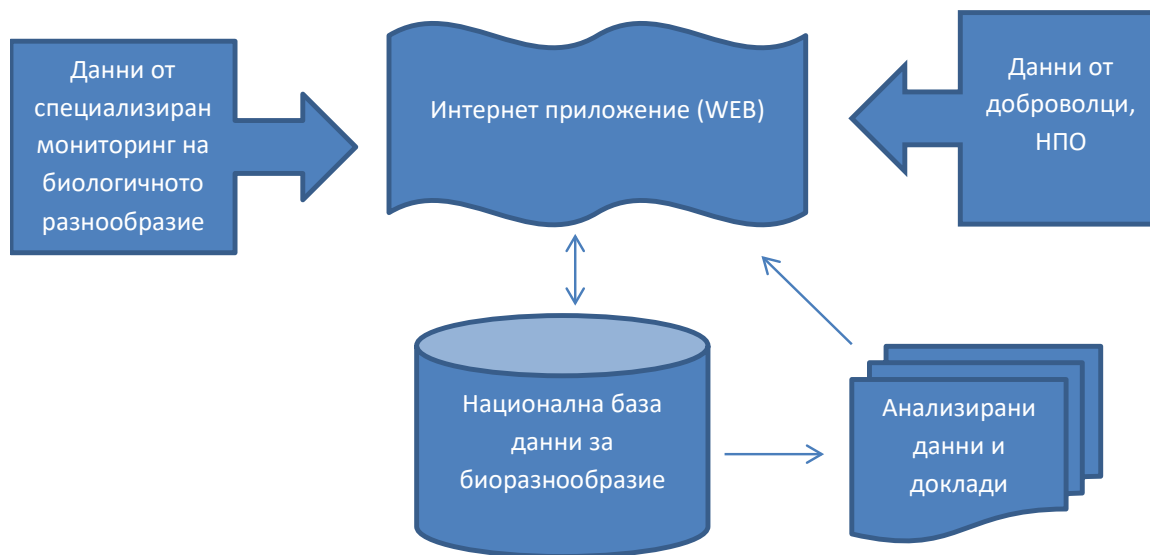 Данни от
специализиран
мониторинг на
биологичното
разнообразие
Интернет приложение (WEB)
Данни от
доброволци,
НПО
Национална база
данни за
биоразнообразие
Анализирани
данни и
доклади